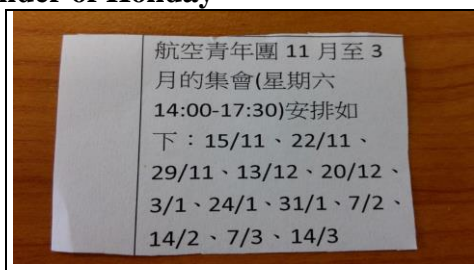 航空青年團 11 月至 3
月的集會(星期六
14:00-17:30)安排如
下：15/11、22/11、
29/11、13/12、20/12、
3/1、24/1、31/1、7/2、
14/2、7/3、14/3